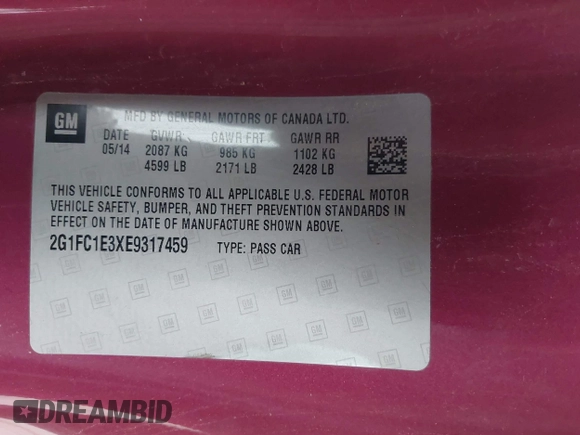 GM
MFD BY GENERAL MOTORS OF CANADA LTD.
DATE GVWR GAWR FRT GAWR RR
05/14 2087 KG 985 KG 1102 KG
4599 LB 2171 LB 2428 LB
THIS VEHICLE CONFORMS TO ALL APPLICABLE U.S. FEDERAL MOTOR
VEHICLE SAFETY, BUMPER, AND THEFT PREVENTION STANDARDS IN
EFFECT ON THE DATE OF MANUFACTURE SHOWN ABOVE.
2G1FC1E3XE9317459 TYPE: PASS CAR
DREAMBID